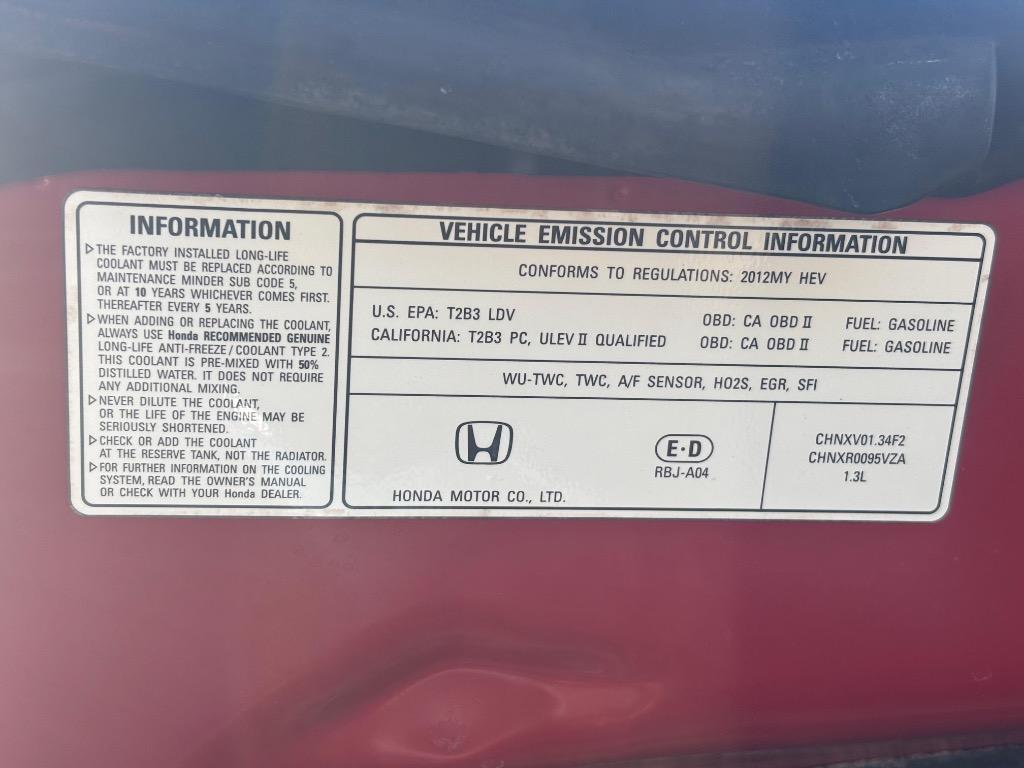 INFORMATION
▷THE FACTORY INSTALLED LONG-LIFE
COOLANT MUST BE REPLACED ACCORDING TO
MAINTENANCE MINDER SUB CODE 5,
OR AT 10 YEARS WHICHEVER COMES FIRST.
THEREAFTER EVERY 5 YEARS.
▷WHEN ADDING OR REPLACING THE COOLANT,
ALWAYS USE Honda RECOMMENDED GENUINE
LONG-LIFE ANTI-FREEZE/COOLANT TYPE 2.
THIS COOLANT IS PRE-MIXED WITH 50%
DISTILLED WATER. IT DOES NOT REQUIRE
ANY ADDITIONAL MIXING.
▷NEVER DILUTE THE COOLANT,
OR THE LIFE OF THE ENGINE MAY BE
SERIOUSLY SHORTENED.
▷CHECK OR ADD THE COOLANT
AT THE RESERVE TANK, NOT THE RADIATOR.
▷FOR FURTHER INFORMATION ON THE COOLING
SYSTEM, READ THE OWNER'S MANUAL
OR CHECK WITH YOUR Honda DEALER.
VEHICLE EMISSION CONTROL INFORMATION
CONFORMS TO REGULATIONS: 2012MY HEV
U.S. EPA: T2B3 LDV OBD: CA OBD II FUEL: GASOLINE
CALIFORNIA: T2B3 PC, ULEV II QUALIFIED OBD: CA OBD II FUEL: GASOLINE
WU-TWC, TWC, A/F SENSOR, HO2S, EGR, SFI
HONDA MOTOR CO., LTD.
E·D
RBJ-A04
CHNXV01.34F2
CHNXR0095VZA
1.3L